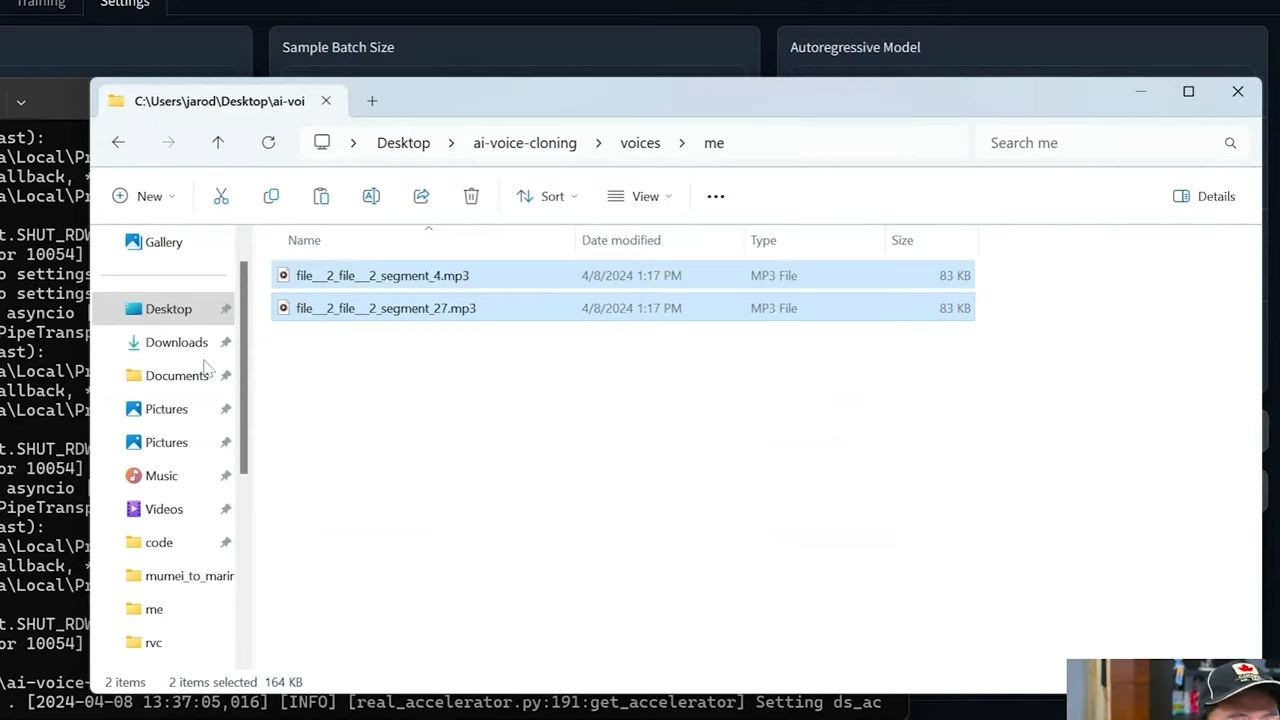 Training
Settings
Sample Batch Size
Autoregressive Model
C:\Users\jarod\Desktop\ai-voi
Desktop > ai-voice-cloning > voices > me
Search me
New
Sort
View
Details
Name
Date modified
Type
Size
Gallery
file__2_file__2_segment_4.mp3 4/8/2024 1:17 PM MP3 File 83 KB
file__2_file__2_segment_27.mp3 4/8/2024 1:17 PM MP3 File 83 KB
Desktop
Downloads
Documents
Pictures
Pictures
Music
Videos
code
mumei_to_marir
me
rvc
2 items
2 items selected 164 KB
ast):
a\Local\Pr
allback, *
a\Local\Pr
t.SHUT_RDW
or 10054]
o settings
o settings
asyncio
PipeTransp
ast):
a\Local\Pr
allback, *
a\Local\Pr
t.SHUT_RDW
or 10054]
asyncio
PipeTransp
ast):
a\Local\Pr
allback, *
a\Local\Pr
t.SHUT_RDW
or 10054]
\ai-voice-
. [2024-04-08 13:37:05,016] [INFO] [real_accelerator.py:191:get_accelerator] Setting ds_ac